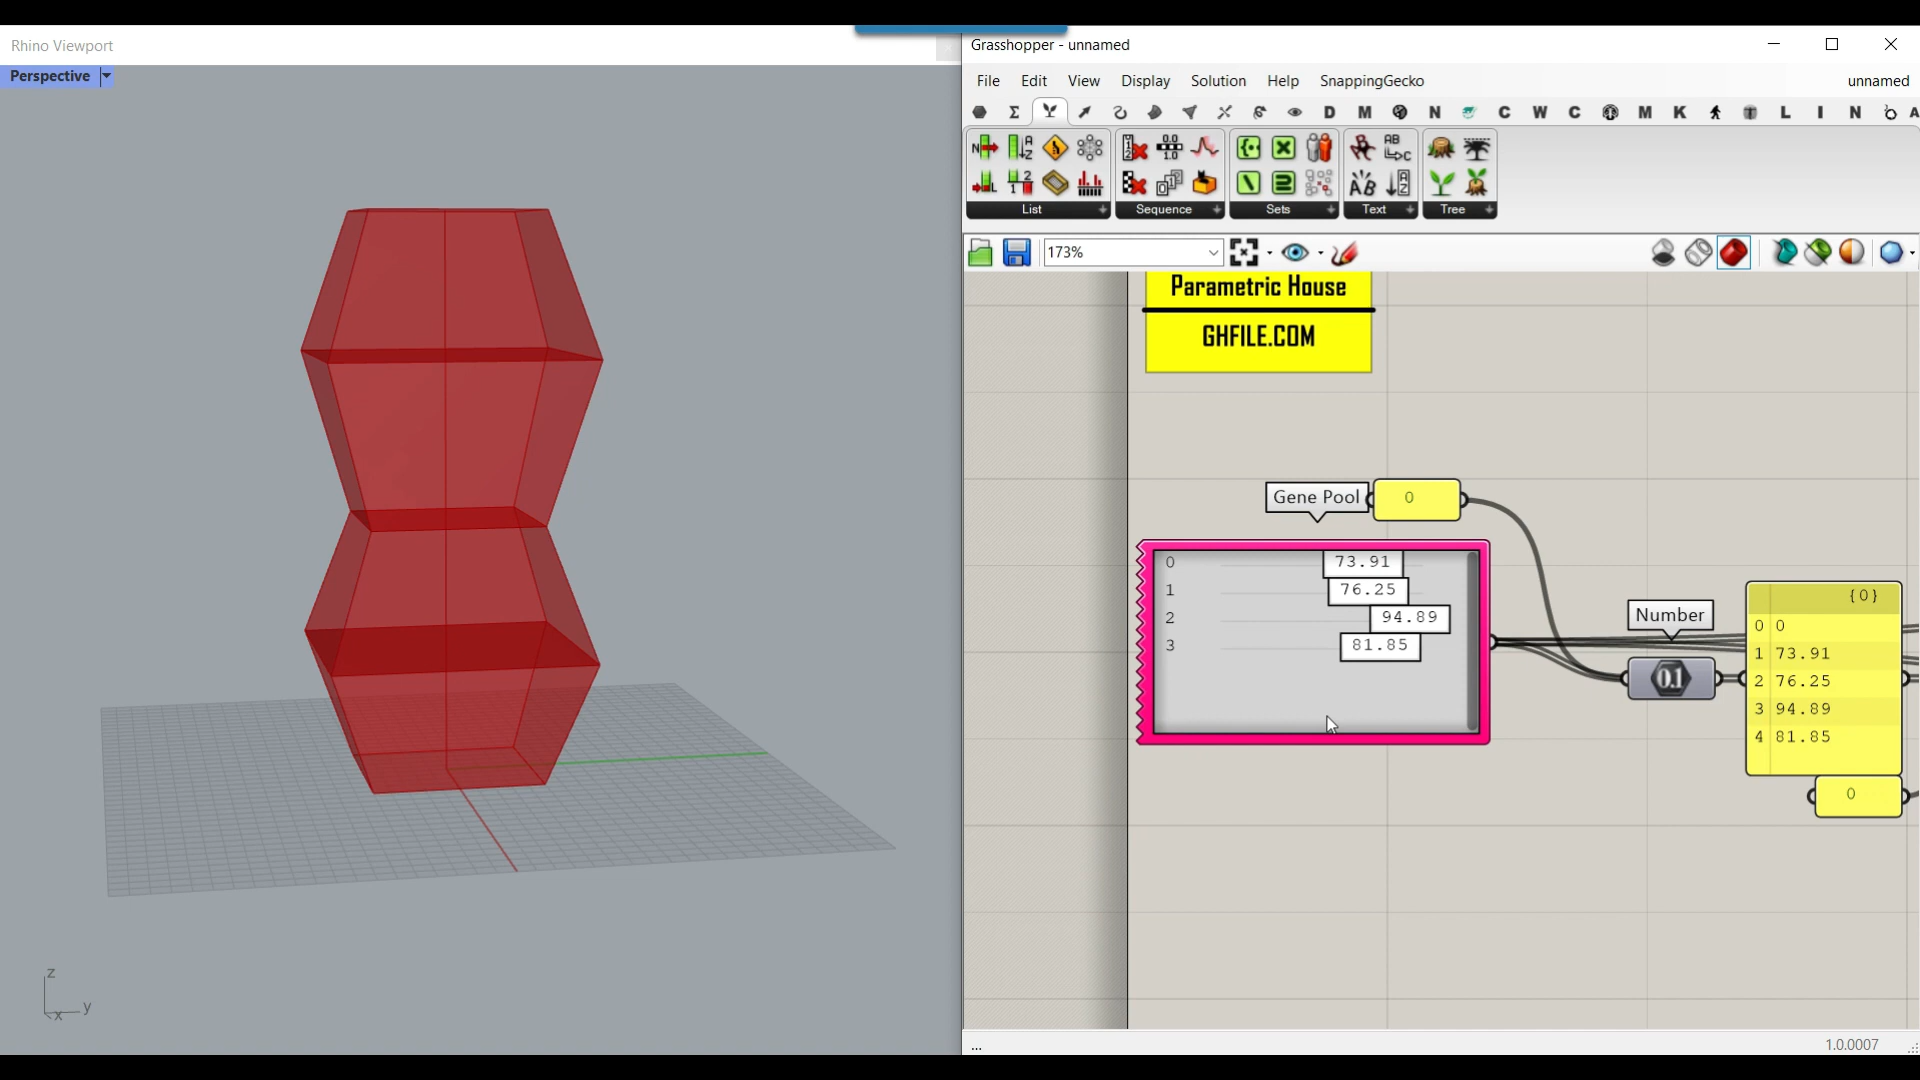 Rhino Viewport
Perspective
z
y
x
Grasshopper - unnamed
File Edit View Display Solution Help SnappingGecko unnamed
Σ D M N C W C M K L I N A
List Sequence Sets Text Tree
173%
Parametric House
GHFILE.COM
Gene Pool 0
0 73.91
1 76.25
2 94.89
3 81.85
Number
0.1
{0}
0 0
1 73.91
2 76.25
3 94.89
4 81.85
0
...
1.0.0007